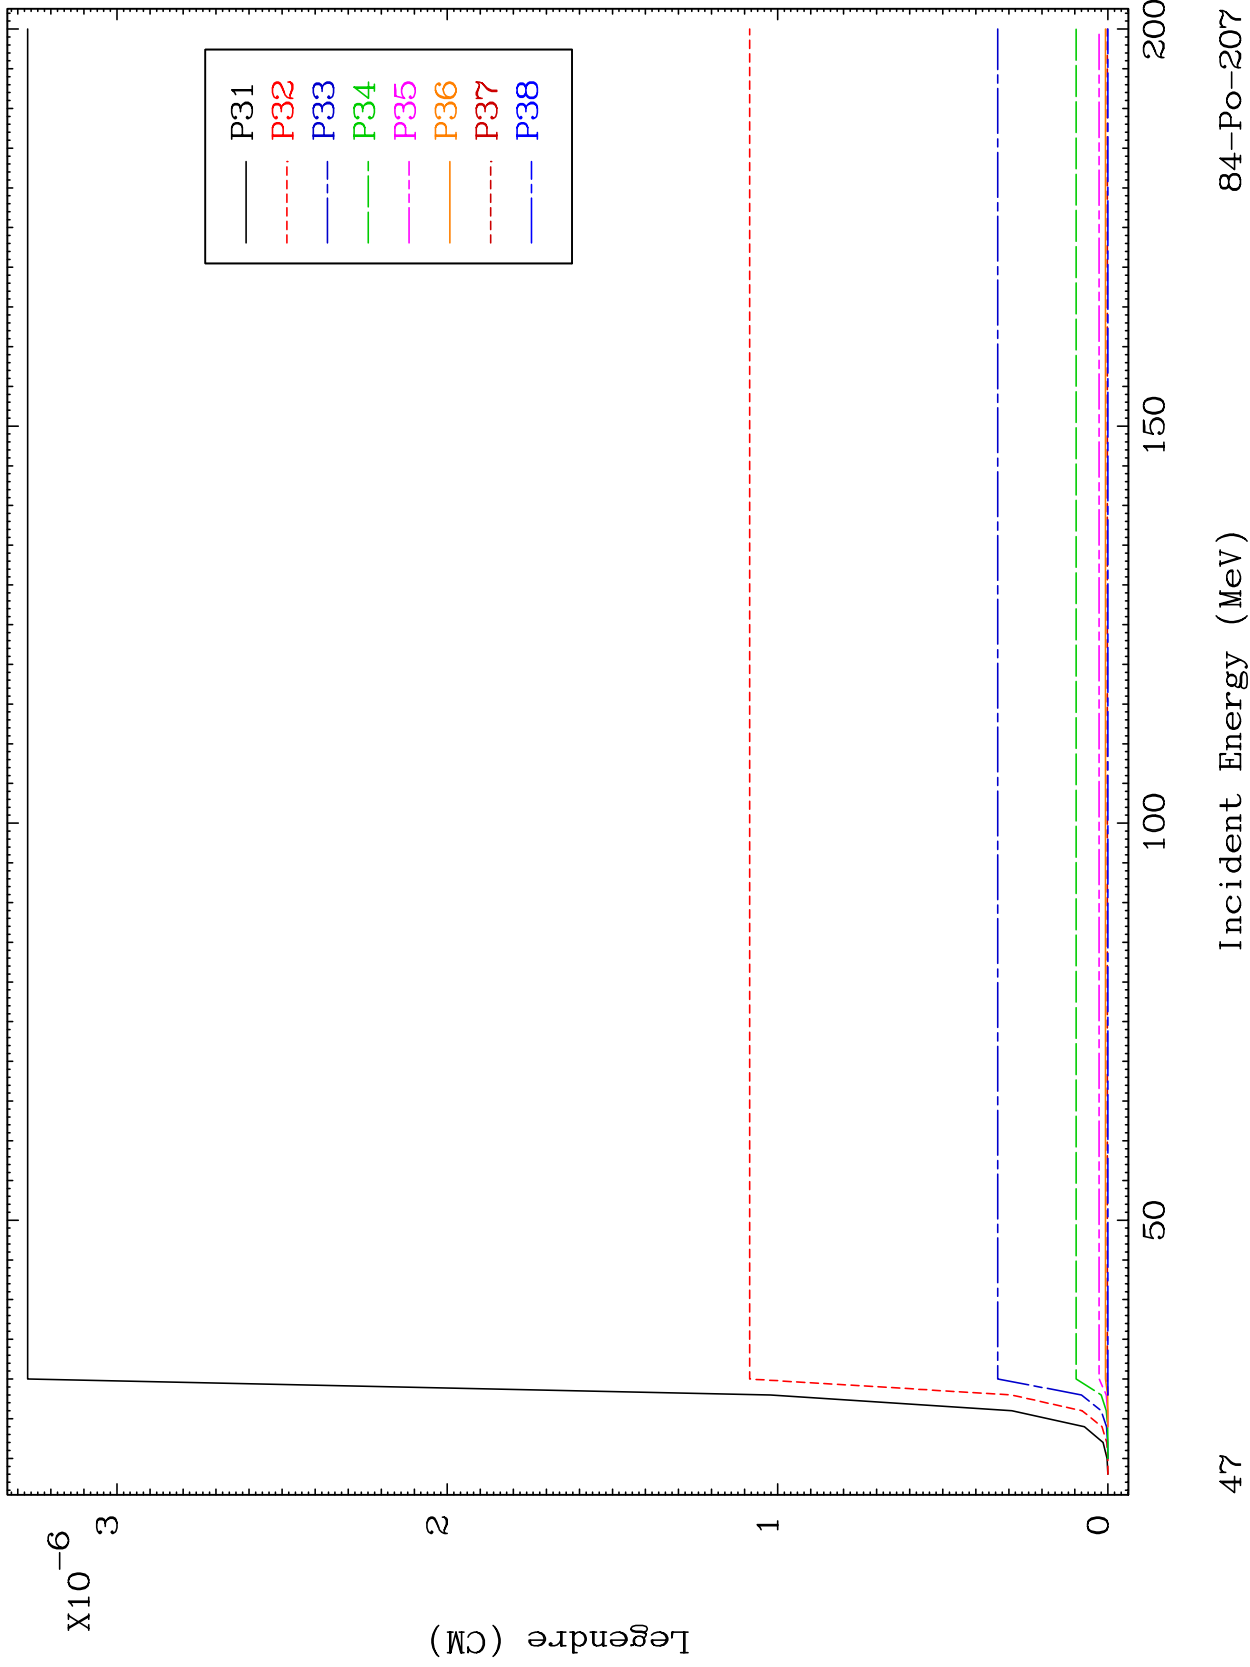 X10-6
3
2
1
0
Legendre (CM)
P31
P32
P33
P34
P35
P36
P37
P38
50
100
150
200
Incident Energy (MeV)
47
84-Po-207